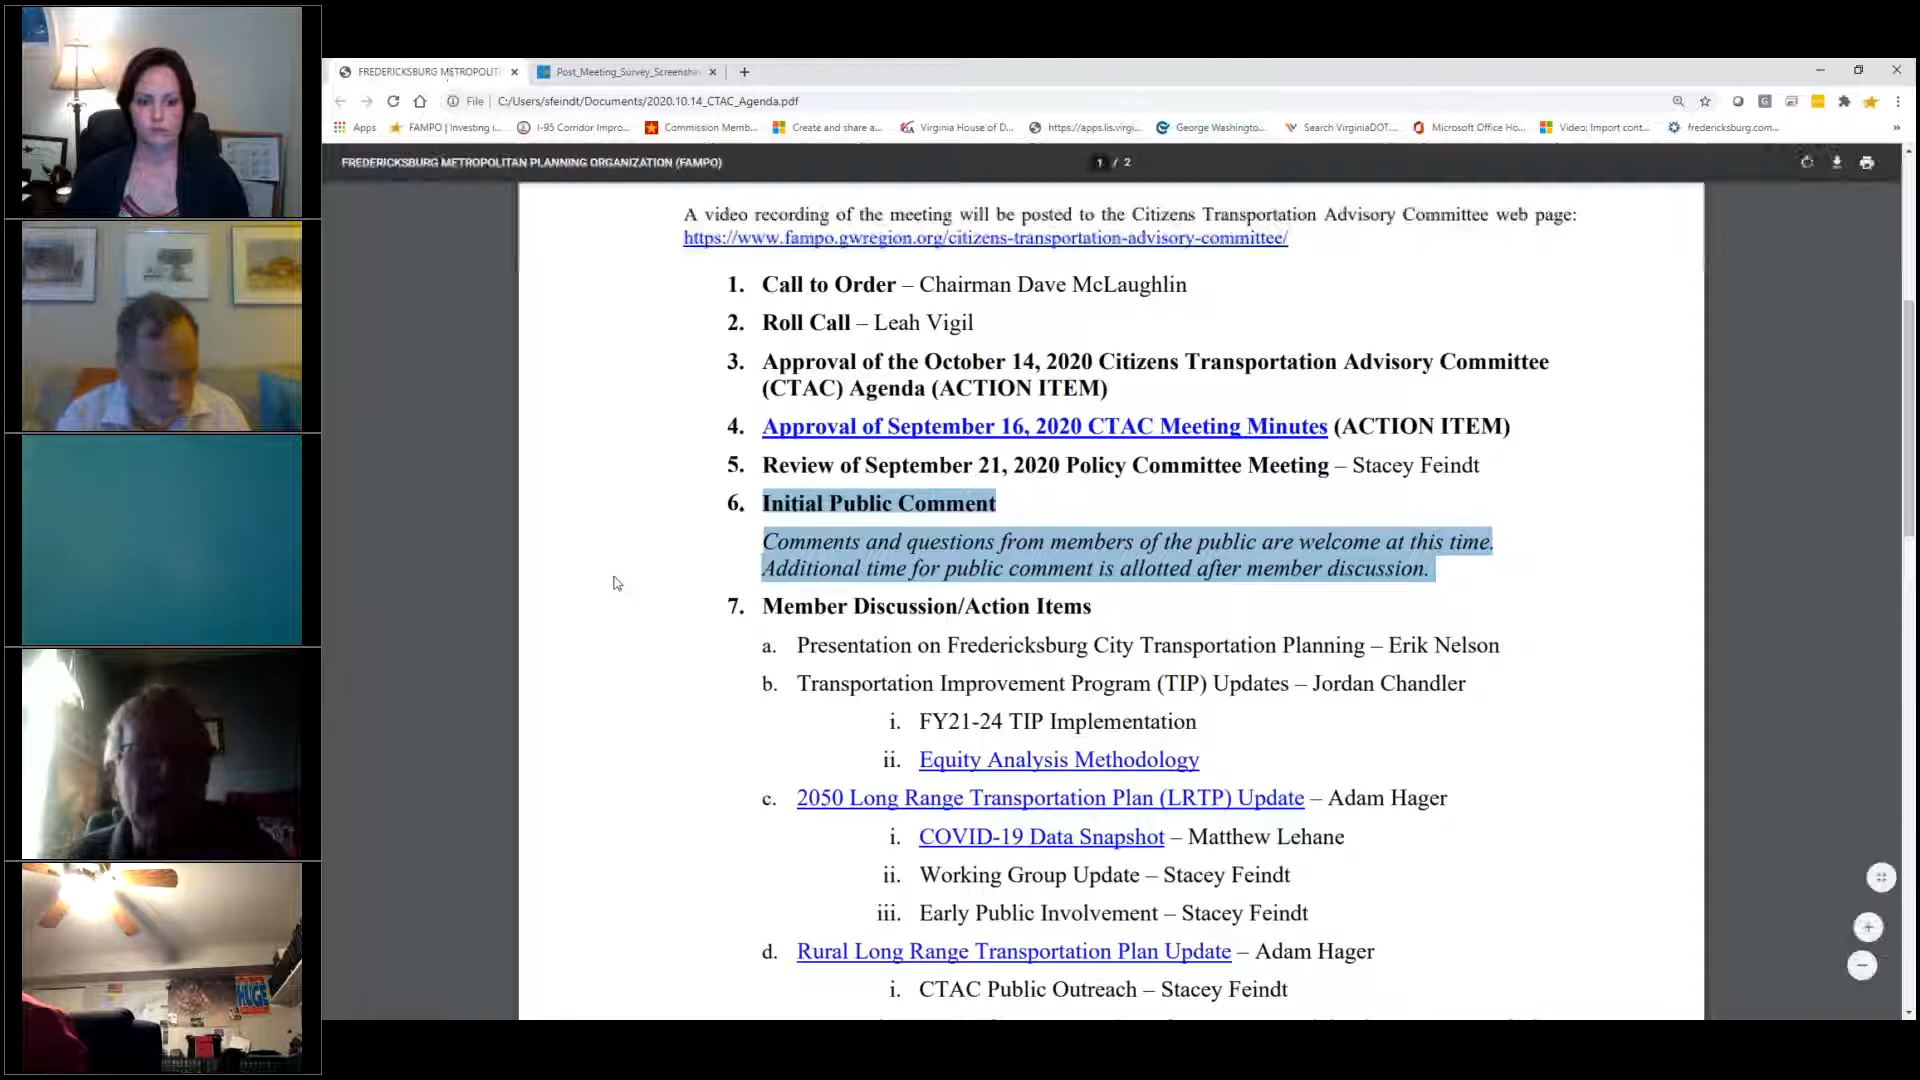 FREDERICKSBURG METROPOLIT
Post_Meeting_Survey_Screenshe
File | C:/Users/sfeindt/Documents/2020.10.14_CTAC_Agenda.pdf
Apps
FAMPO | Investing i...
I-95 Corridor Impro...
Commission Memb...
Create and share a...
Virginia House of D...
https://apps.lis.virgi...
George Washingto...
Search VirginiaDOT....
Microsoft Office Ho...
Video: Import cont...
fredericksburg.com...
FREDERICKSBURG METROPOLITAN PLANNING ORGANIZATION (FAMPO)
1 / 2
A video recording of the meeting will be posted to the Citizens Transportation Advisory Committee web page:
https://www.fampo.gwregion.org/citizens-transportation-advisory-committee/
1. Call to Order – Chairman Dave McLaughlin
2. Roll Call – Leah Vigil
3. Approval of the October 14, 2020 Citizens Transportation Advisory Committee
(CTAC) Agenda (ACTION ITEM)
4. Approval of September 16, 2020 CTAC Meeting Minutes (ACTION ITEM)
5. Review of September 21, 2020 Policy Committee Meeting – Stacey Feindt
6. Initial Public Comment
Comments and questions from members of the public are welcome at this time.
Additional time for public comment is allotted after member discussion.
7. Member Discussion/Action Items
a. Presentation on Fredericksburg City Transportation Planning – Erik Nelson
b. Transportation Improvement Program (TIP) Updates – Jordan Chandler
i. FY21-24 TIP Implementation
ii. Equity Analysis Methodology
c. 2050 Long Range Transportation Plan (LRTP) Update – Adam Hager
i. COVID-19 Data Snapshot – Matthew Lehane
ii. Working Group Update – Stacey Feindt
iii. Early Public Involvement – Stacey Feindt
d. Rural Long Range Transportation Plan Update – Adam Hager
i. CTAC Public Outreach – Stacey Feindt
HUGE